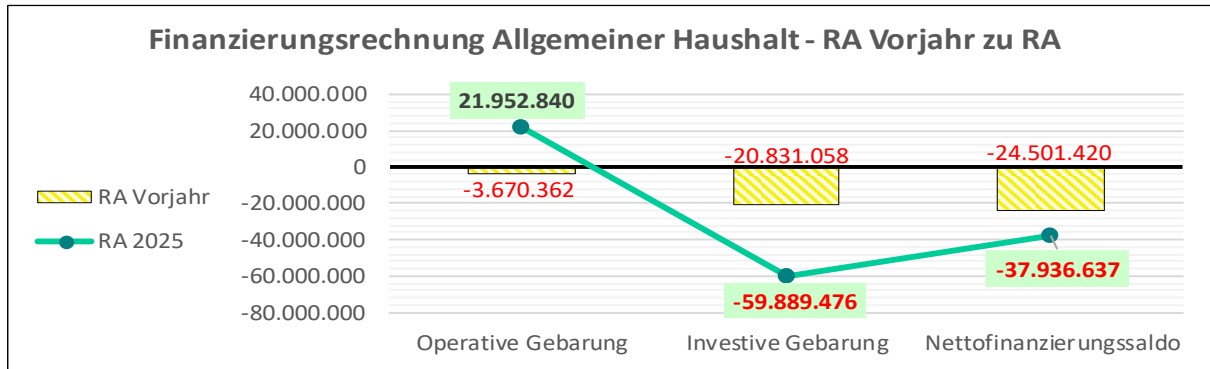 Finanzierungsrechnung Allgemeiner Haushalt - RA Vorjahr zu RA
40.000.000
20.000.000
0
-20.000.000
-40.000.000
-60.000.000
-80.000.000
RA Vorjahr
RA 2025
21.952.840
-3.670.362
-20.831.058
-59.889.476
-24.501.420
-37.936.637
Operative Gebarung
Investive Gebarung
Nettofinanzierungssaldo